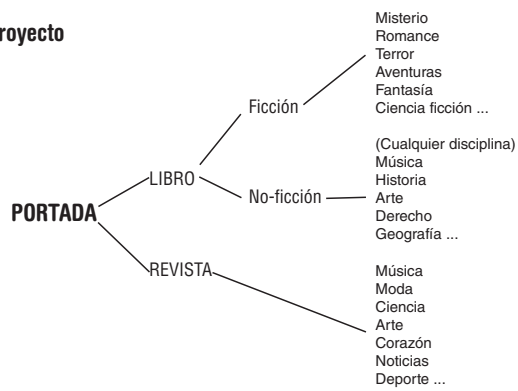 royecto
PORTADA
LIBRO
Ficción
Misterio
Romance
Terror
Aventuras
Fantasía
Ciencia ficción ...
No-ficción
(Cualquier disciplina)
Música
Historia
Arte
Derecho
Geografía ...
REVISTA
Música
Moda
Ciencia
Arte
Corazón
Noticias
Deporte ...